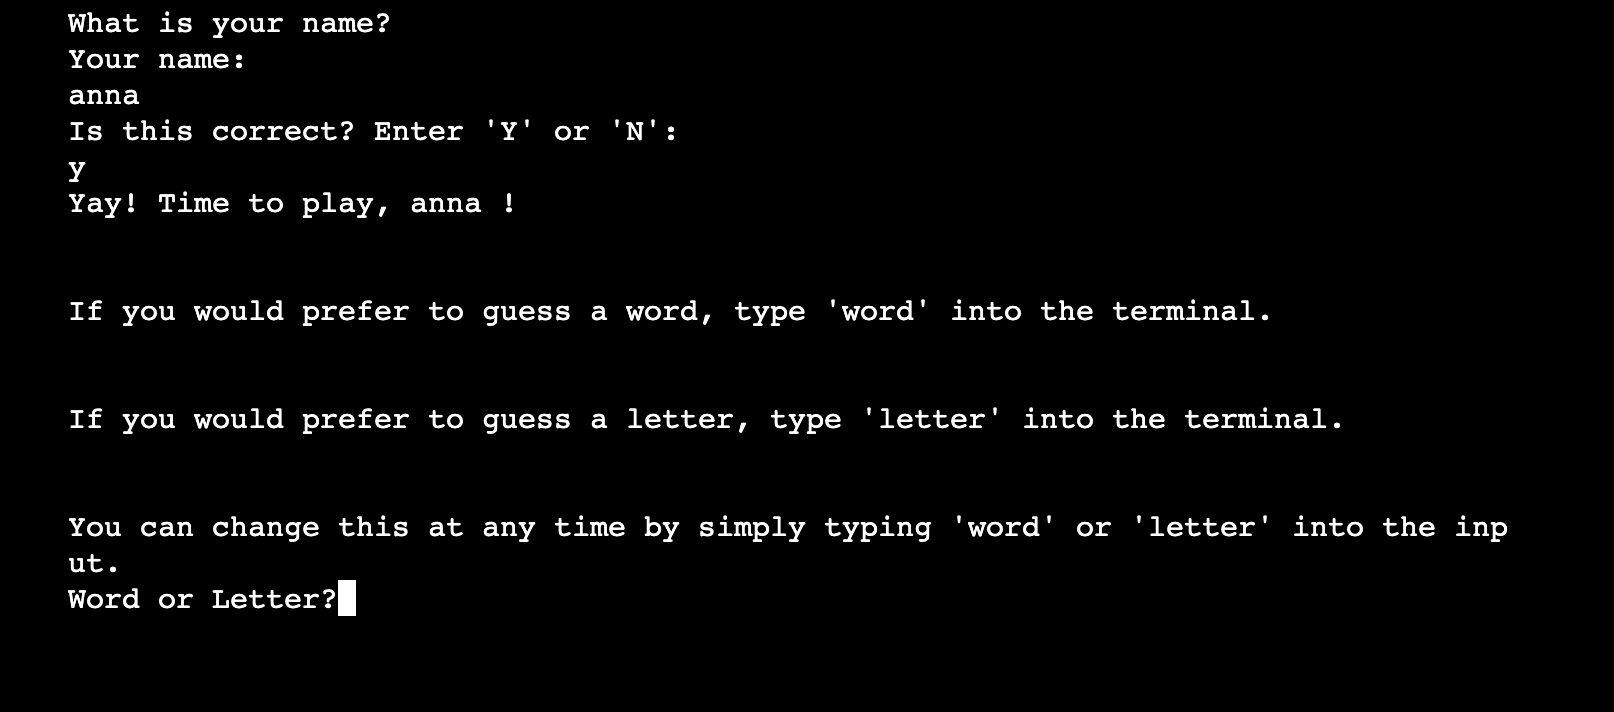 What is your name?
Your name:
anna
Is this correct? Enter 'Y' or 'N':
y
Yay! Time to play, anna !
If you would prefer to guess a word, type 'word' into the terminal.
If you would prefer to guess a letter, type 'letter' into the terminal.
You can change this at any time by simply typing 'word' or 'letter' into the inp
ut.
Word or Letter?